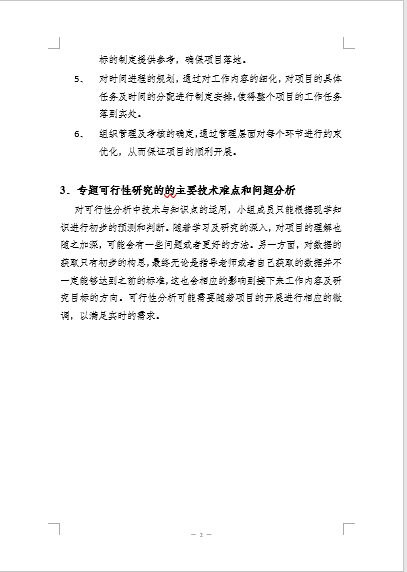 标的制定提供参考，确保项目落地。
5、 对时间进程的规划，通过对工作内容的细化，对项目的具体
任务及时间的分配进行制定安排，使得整个项目的工作任务
落到实处。
6、 组织管理及考核的确定，通过管理层面对每个环节进行约束
优化，从而保证项目的顺利开展。
3．专题可行性研究的的主要技术难点和问题分析
对可行性分析中技术与知识点的运用，小组成员只能根据现学知
识进行初步的预测和判断。随着学习及研究的深入，对项目的理解也
随之加深，可能会有一些问题或者更好的方法。另一方面，对数据的
获取只有初步的构思，最终无论是指导老师或者自己获取的数据并不
一定能够达到之前的标准，这也会相应的影响到接下来工作内容及研
究目标的方向。可行性分析可能需要随着项目的开展进行相应的微
调，以满足实时的需求。
— 2 —